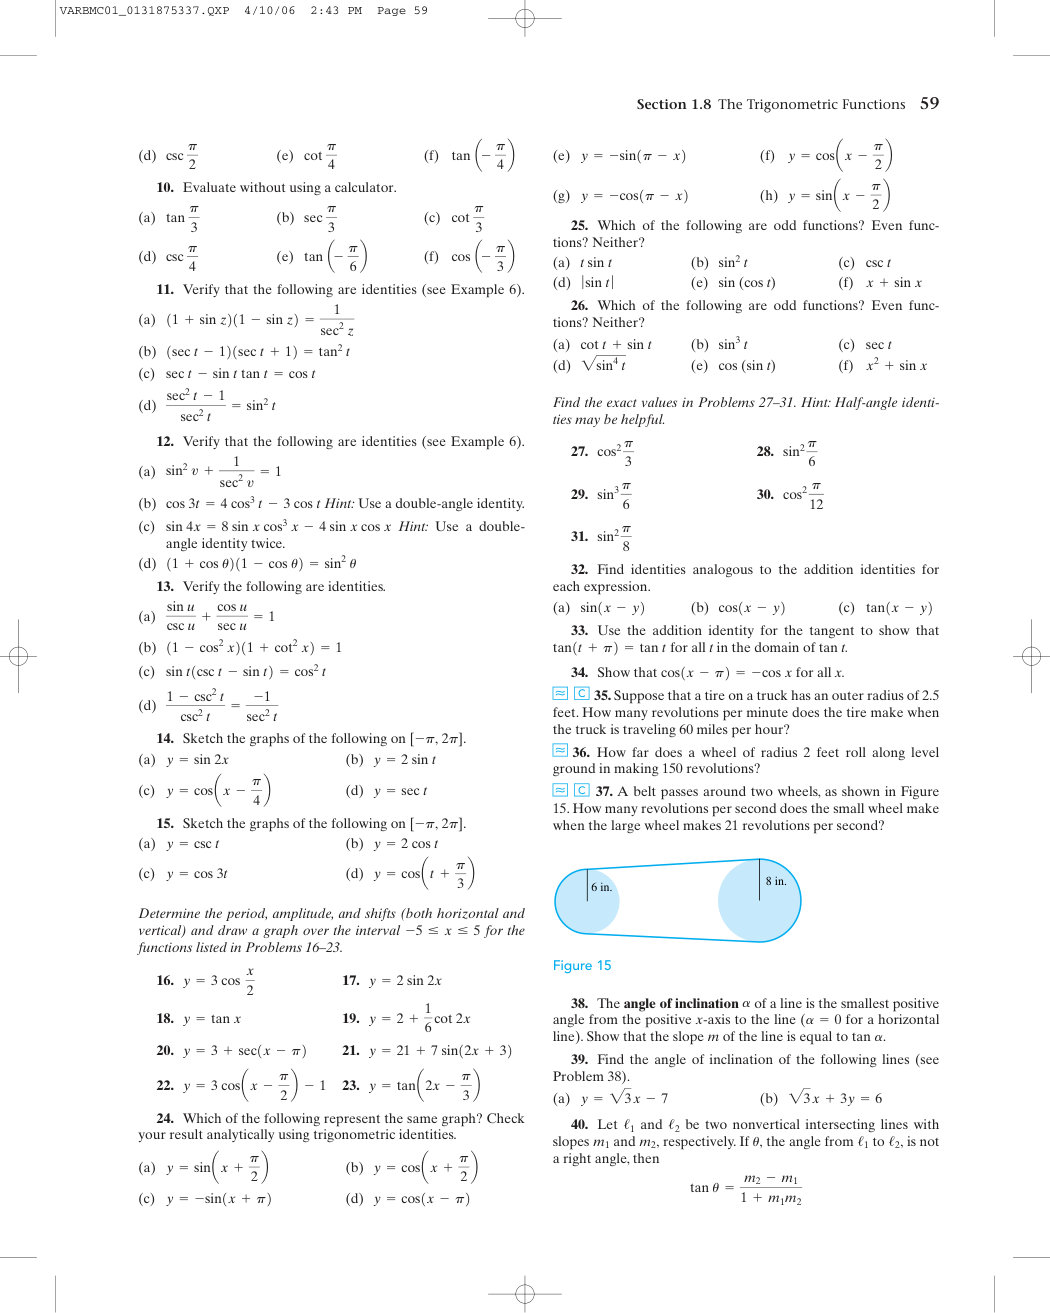 VARBMC01_0131875337.QXP 4/10/06 2:43 PM Page 59
Section 1.8 The Trigonometric Functions 59
(d) csc π/2 (e) cot π/4 (f) tan (−π/4)
10. Evaluate without using a calculator.
(a) tan π/3 (b) sec π/3 (c) cot π/3
(d) csc π/4 (e) tan (−π/6) (f) cos (−π/3)
11. Verify that the following are identities (see Example 6).
(a) (1 + sin z)(1 − sin z) = 1/sec² z
(b) (sec t − 1)(sec t + 1) = tan² t
(c) sec t − sin t tan t = cos t
(d) (sec² t − 1)/sec² t = sin² t
12. Verify that the following are identities (see Example 6).
(a) sin² v + 1/sec² v = 1
(b) cos 3t = 4 cos³ t − 3 cos t Hint: Use a double-angle identity.
(c) sin 4x = 8 sin x cos³ x − 4 sin x cos x Hint: Use a double-
angle identity twice.
(d) (1 + cos θ)(1 − cos θ) = sin² θ
13. Verify the following are identities.
(a) sin u/csc u + cos u/sec u = 1
(b) (1 − cos² x)(1 + cot² x) = 1
(c) sin t(csc t − sin t) = cos² t
(d) (1 − csc² t)/csc² t = −1/sec² t
14. Sketch the graphs of the following on [−π, 2π].
(a) y = sin 2x (b) y = 2 sin t
(c) y = cos(x − π/4) (d) y = sec t
15. Sketch the graphs of the following on [−π, 2π].
(a) y = csc t (b) y = 2 cos t
(c) y = cos 3t (d) y = cos(t + π/3)
Determine the period, amplitude, and shifts (both horizontal and
vertical) and draw a graph over the interval −5 ≤ x ≤ 5 for the
functions listed in Problems 16–23.
16. y = 3 cos x/2 17. y = 2 sin 2x
18. y = tan x 19. y = 2 + 1/6 cot 2x
20. y = 3 + sec(x − π) 21. y = 21 + 7 sin(2x + 3)
22. y = 3 cos(x − π/2) − 1 23. y = tan(2x − π/3)
24. Which of the following represent the same graph? Check
your result analytically using trigonometric identities.
(a) y = sin(x + π/2) (b) y = cos(x + π/2)
(c) y = −sin(x + π) (d) y = cos(x − π)
(e) y = −sin(π − x) (f) y = cos(x − π/2)
(g) y = −cos(π − x) (h) y = sin(x − π/2)
25. Which of the following are odd functions? Even func-
tions? Neither?
(a) t sin t (b) sin² t (c) csc t
(d) |sin t| (e) sin (cos t) (f) x + sin x
26. Which of the following are odd functions? Even func-
tions? Neither?
(a) cot t + sin t (b) sin³ t (c) sec t
(d) √(sin⁴ t) (e) cos (sin t) (f) x² + sin x
Find the exact values in Problems 27–31. Hint: Half-angle identi-
ties may be helpful.
27. cos² π/3 28. sin² π/6
29. sin³ π/6 30. cos² π/12
31. sin² π/8
32. Find identities analogous to the addition identities for
each expression.
(a) sin(x − y) (b) cos(x − y) (c) tan(x − y)
33. Use the addition identity for the tangent to show that
tan(t + π) = tan t for all t in the domain of tan t.
34. Show that cos(x − π) = −cos x for all x.
≈ C 35. Suppose that a tire on a truck has an outer radius of 2.5
feet. How many revolutions per minute does the tire make when
the truck is traveling 60 miles per hour?
≈ 36. How far does a wheel of radius 2 feet roll along level
ground in making 150 revolutions?
≈ C 37. A belt passes around two wheels, as shown in Figure
15. How many revolutions per second does the small wheel make
when the large wheel makes 21 revolutions per second?
6 in. 8 in.
Figure 15
38. The angle of inclination α of a line is the smallest positive
angle from the positive x-axis to the line (α = 0 for a horizontal
line). Show that the slope m of the line is equal to tan α.
39. Find the angle of inclination of the following lines (see
Problem 38).
(a) y = √3x − 7 (b) √3x + 3y = 6
40. Let ℓ₁ and ℓ₂ be two nonvertical intersecting lines with
slopes m₁ and m₂, respectively. If θ, the angle from ℓ₁ to ℓ₂, is not
a right angle, then
tan θ = (m₂ − m₁)/(1 + m₁m₂)